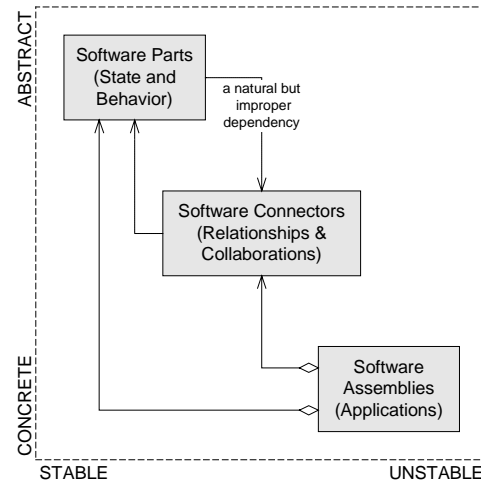 ABSTRACT
Software Parts
(State and
Behavior)
a natural but
improper
dependency
Software Connectors
(Relationships &
Collaborations)
Software
Assemblies
(Applications)
CONCRETE
STABLE
UNSTABLE